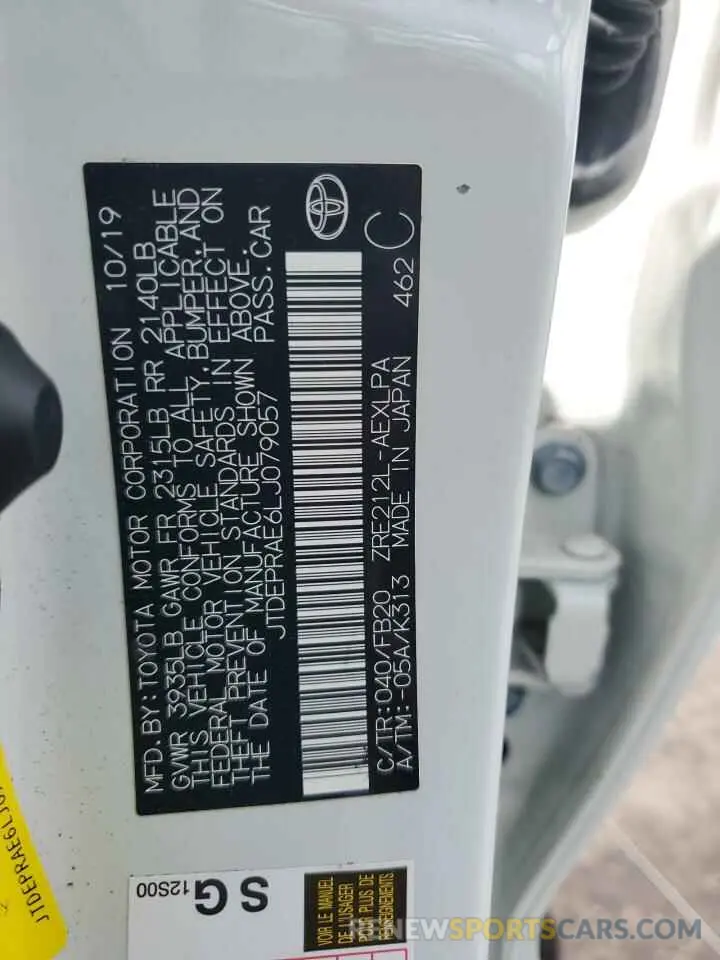 MFD.BY:TOYOTA MOTOR CORPORATION 10/19
GVWR 3935LB GAWR FR 2315LB RR 2140LB
THIS VEHICLE CONFORMS TO ALL APPLICABLE
FEDERAL MOTOR VEHICLE SAFETY,BUMPER,AND
THEFT PREVENTION STANDARDS IN EFFECT ON
THE DATE OF MANUFACTURE SHOWN ABOVE.
JTDEPRAE6LJ079057 PASS.CAR
C/TR:040/FB20 ZRE212L-AEXLPA 462 C
A/TM:-05A/K313 MADE IN JAPAN
SG
12S00
VOIR LE MANUEL
DE L'USAGER
POUR PLUS DE
RENSEIGNEMENTS
RENEWSPORTSCARS.COM